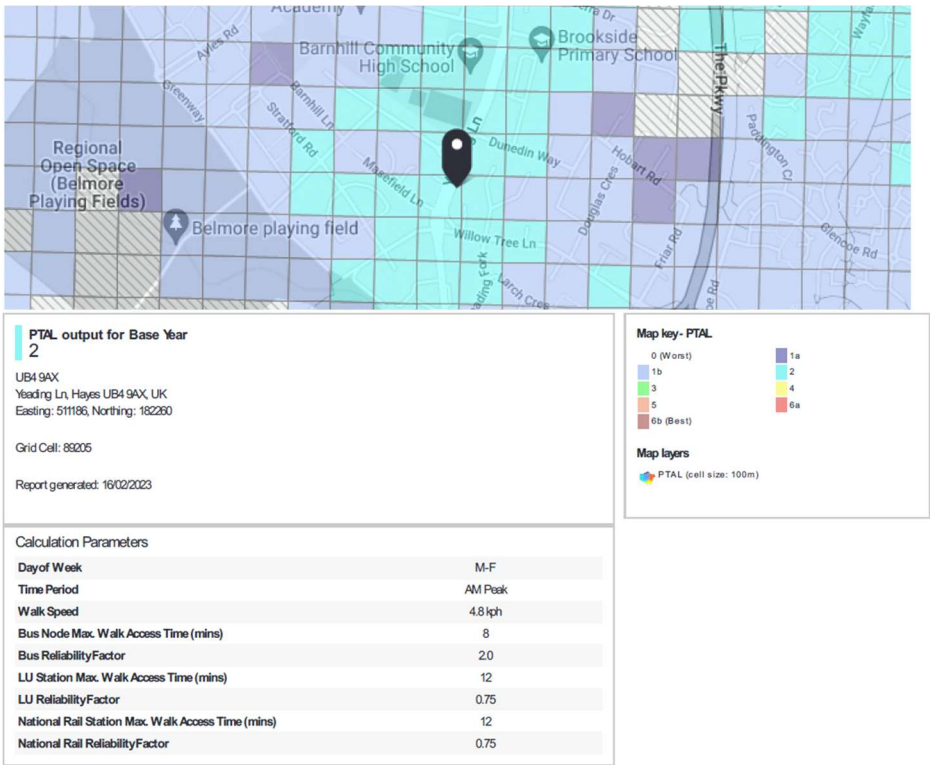 Academy
Ayles Rd
Barnhill Community
High School
Brookside
Primary School
The Pkwy
Greenway
Barnhill Ln
Stratford Rd
Ln
Dunedin Way
Hobart Rd
Paddington Cl
Regional
Open Space
(Belmore
Playing Fields)
Masefield Ln
Douglas Cres
Belmore playing field
Willow Tree Ln
Friar Rd
Glencoe Rd
Larch Cres
PTAL output for Base Year
2
UB4 9AX
Yeading Ln, Hayes UB4 9AX, UK
Easting: 511186, Northing: 182260
Grid Cell: 89205
Report generated: 16/02/2023
Map key - PTAL
0 (Worst) 1a
1b 2
3 4
5 6a
6b (Best)
Map layers
PTAL (cell size: 100m)
Calculation Parameters
Day of Week M-F
Time Period AM Peak
Walk Speed 4.8 kph
Bus Node Max. Walk Access Time (mins) 8
Bus Reliability Factor 2.0
LU Station Max. Walk Access Time (mins) 12
LU Reliability Factor 0.75
National Rail Station Max. Walk Access Time (mins) 12
National Rail Reliability Factor 0.75